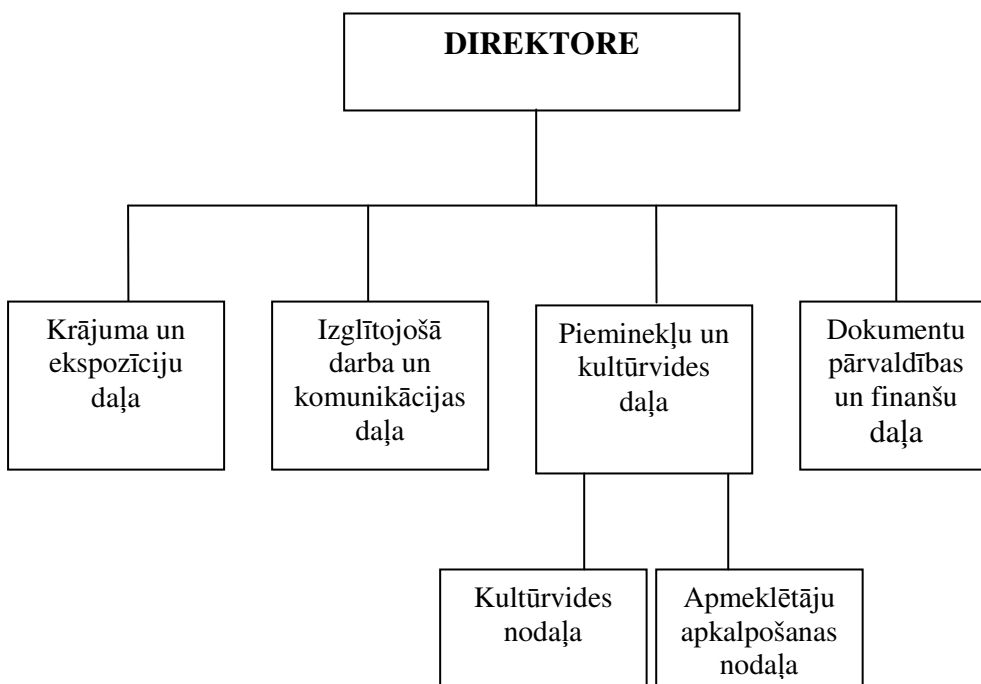 DIREKTORE
Krājuma un
ekspozīciju
daļa
Izglītojošā
darba un
komunikācijas
daļa
Pieminekļu un
kultūrvides
daļa
Dokumentu
pārvaldības
un finanšu
daļa
Kultūrvides
nodaļa
Apmeklētāju
apkalpošanas
nodaļa